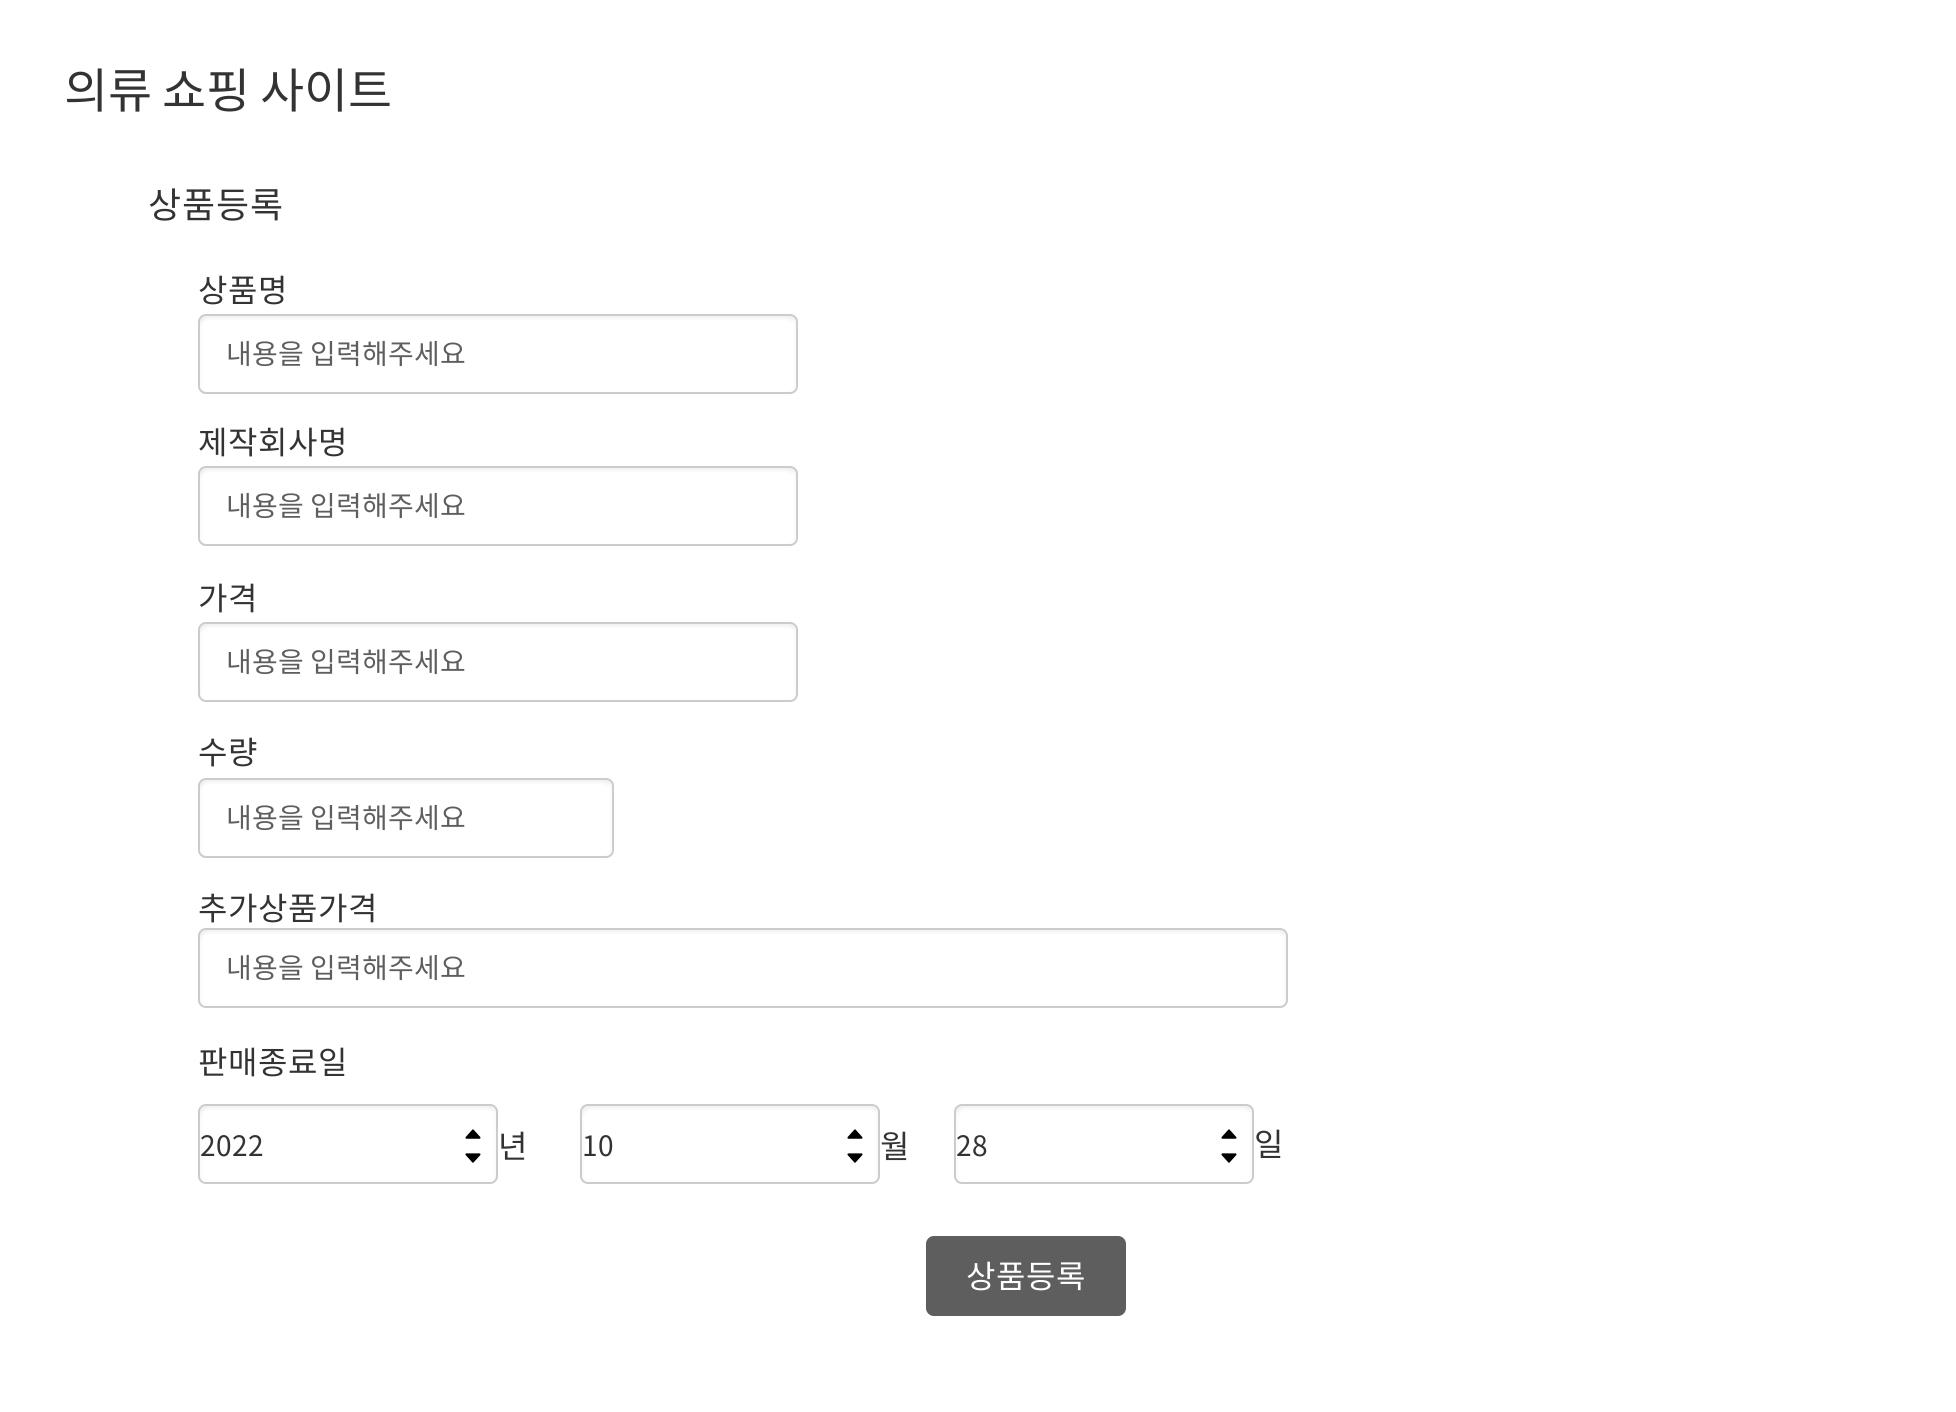 의류 쇼핑 사이트
상품등록
상품명
내용을 입력해주세요
제작회사명
내용을 입력해주세요
가격
내용을 입력해주세요
수량
내용을 입력해주세요
추가상품가격
내용을 입력해주세요
판매종료일
2022 년 10 월 28 일
상품등록